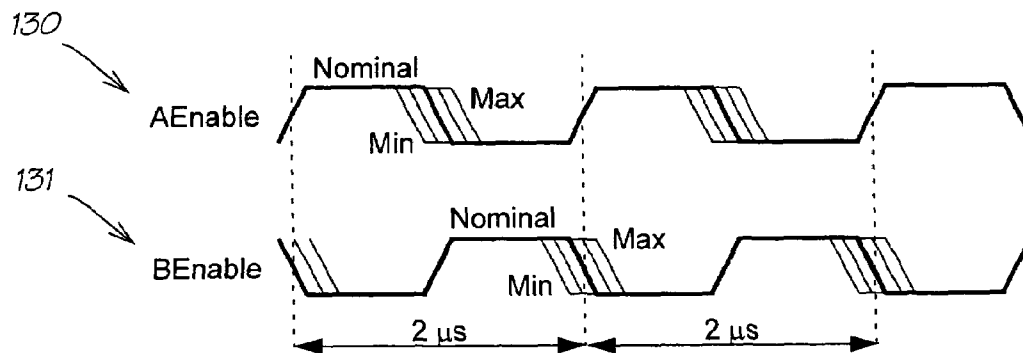 130
Nominal
Max
AEnable
Min
131
Nominal
Max
BEnable
Min
2 μs
2 μs